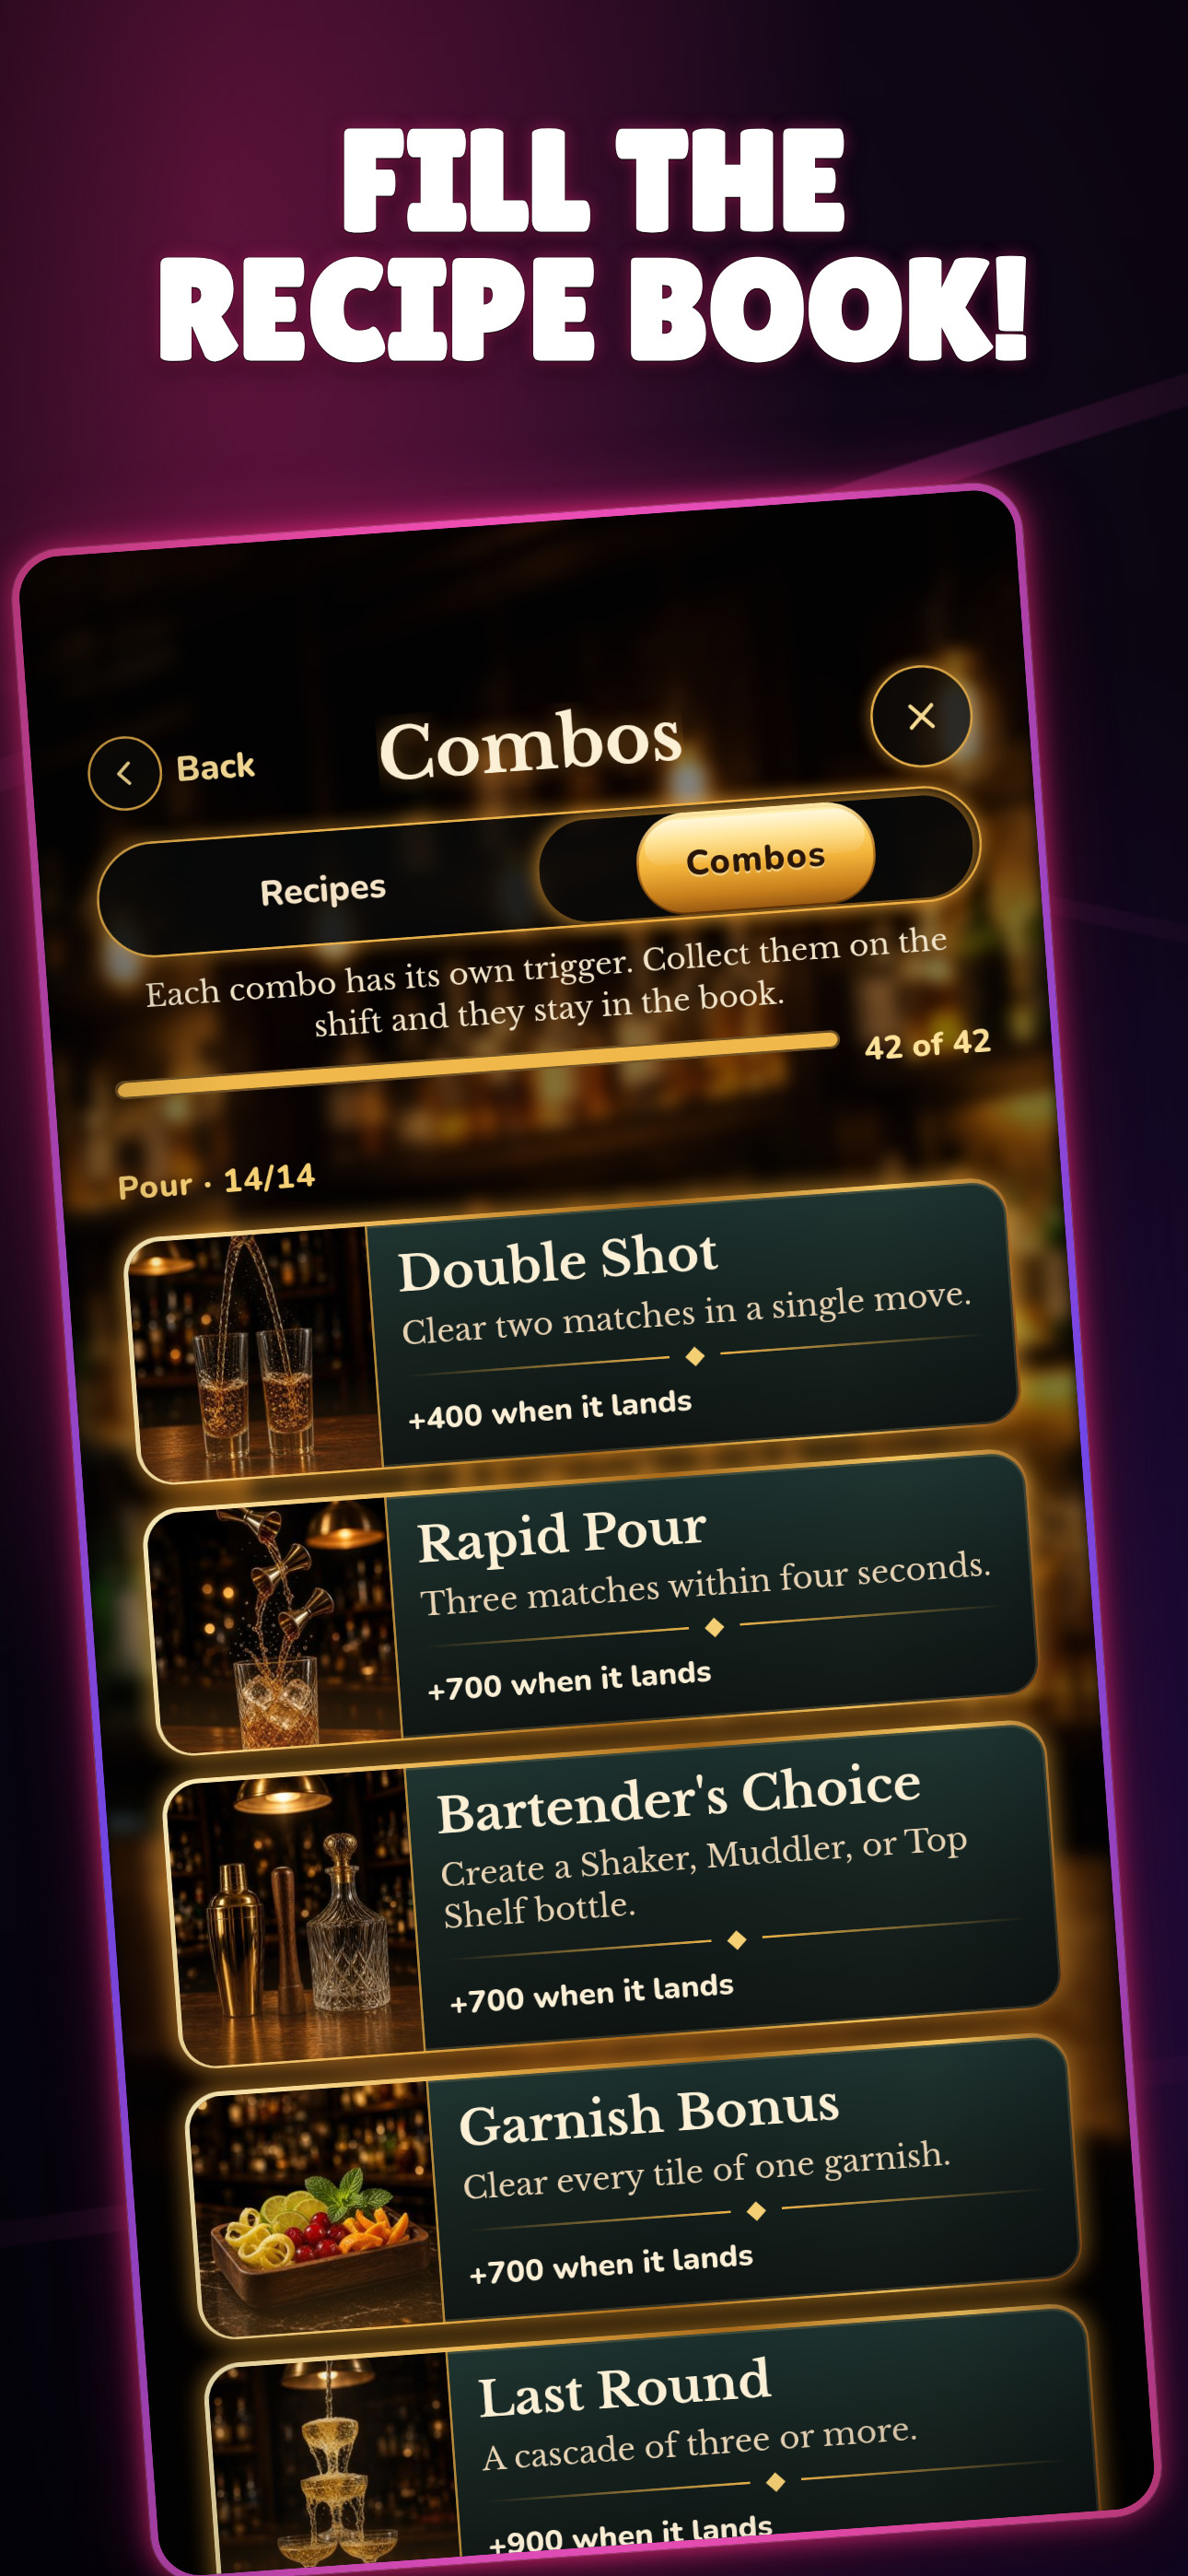 FILL THE
RECIPE BOOK!
Back
Combos
Recipes
Combos
Each combo has its own trigger. Collect them on the
shift and they stay in the book.
42 of 42
Pour · 14/14
Double Shot
Clear two matches in a single move.
+400 when it lands
Rapid Pour
Three matches within four seconds.
+700 when it lands
Bartender's Choice
Create a Shaker, Muddler, or Top
Shelf bottle.
+700 when it lands
Garnish Bonus
Clear every tile of one garnish.
+700 when it lands
Last Round
A cascade of three or more.
+900 when it lands